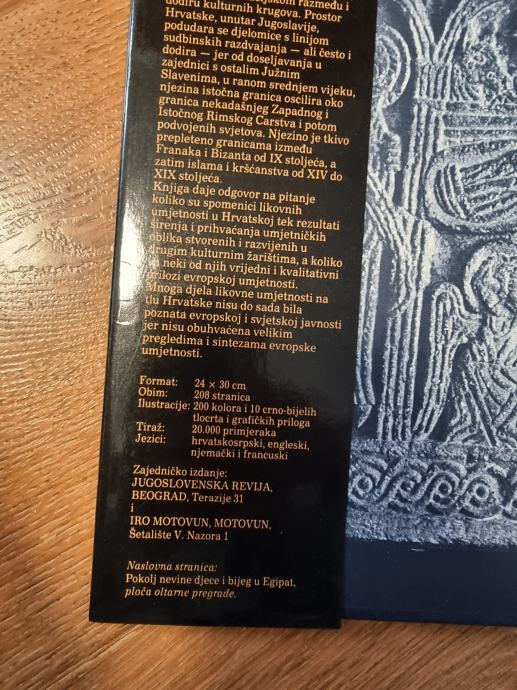 dodiru kulturnih krugova. Prostor
Hrvatske, unutar Jugoslavije,
podudara se djelomice s linijom
sudbinskih razdvajanja — ali često i
dodira — jer od doseljavanja u
zajednici s ostalim Južnim
Slavenima, u ranom srednjem vijeku,
njezina istočna granica oscilira oko
granica nekadašnjeg Zapadnog i
Istočnog Rimskog Carstva i potom
podvojenih svjetova. Njezino je tkivo
prepleteno granicama između
Franaka i Bizanta od IX stoljeća, a
zatim islama i kršćanstva od XIV do
XIX stoljeća.
Knjiga daje odgovor na pitanje
koliko su spomenici likovnih
umjetnosti u Hrvatskoj tek rezultati
širenja i prihvaćanja umjetničkih
oblika stvorenih i razvijenih u
drugim kulturnim žarištima, a koliko
su neki od njih vrijedni i kvalitativni
prilozi evropskoj umjetnosti.
Mnoga djela likovne umjetnosti na
tlu Hrvatske nisu do sada bila
poznata evropskoj i svjetskoj javnosti
jer nisu obuhvaćena velikim
pregledima i sintezama evropske
umjetnosti.
Format: 24 × 30 cm
Obim: 208 stranica
Ilustracije: 200 kolora i 10 crno-bijelih
tlocrta i grafičkih priloga
Tiraž: 20.000 primjeraka
Jezici: hrvatskosrpski, engleski,
njemački i francuski
Zajedničko izdanje:
JUGOSLOVENSKA REVIJA,
BEOGRAD, Terazije 31
i
IRO MOTOVUN, MOTOVUN,
Šetalište V. Nazora 1
Naslovna stranica:
Pokolj nevine djece i bijeg u Egipat,
ploča oltarne pregrade.